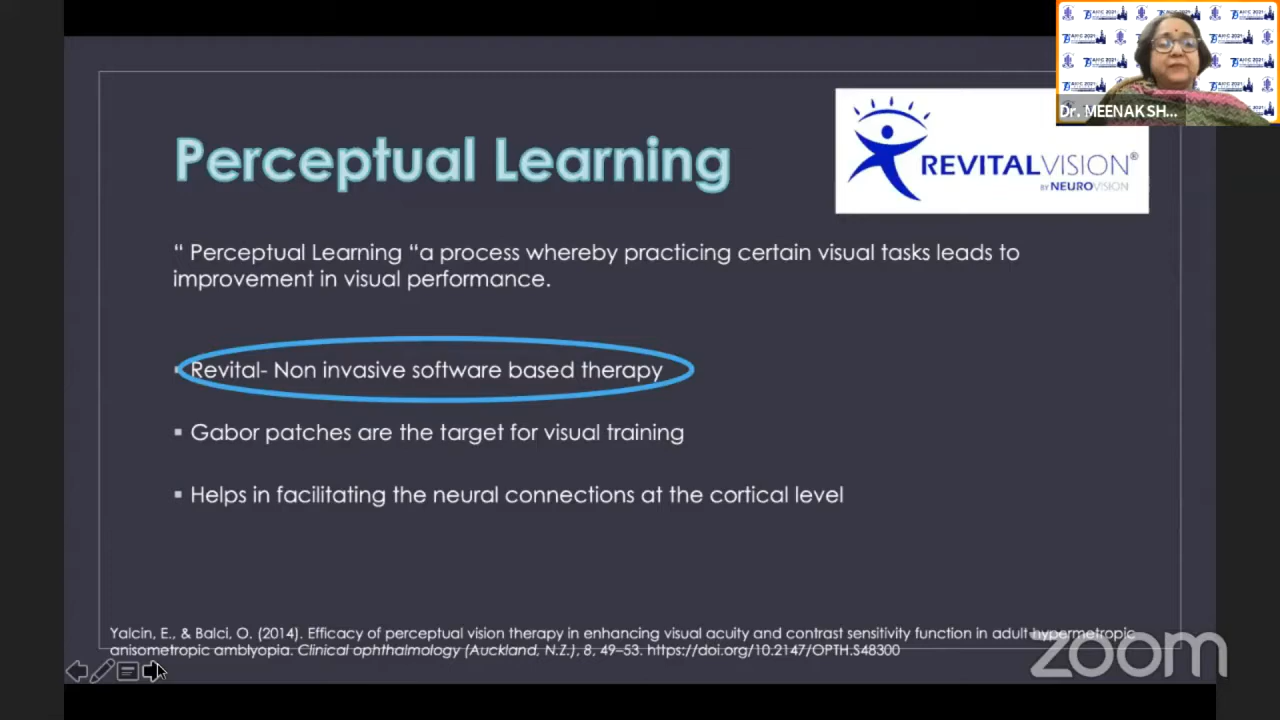 Perceptual Learning
REVITALVISION®
BY NEUROVISION
Dr. MEENAKSH...
“ Perceptual Learning “a process whereby practicing certain visual tasks leads to
improvement in visual performance.
▪ Revital- Non invasive software based therapy
▪ Gabor patches are the target for visual training
▪ Helps in facilitating the neural connections at the cortical level
Yalcin, E., & Balci, O. (2014). Efficacy of perceptual vision therapy in enhancing visual acuity and contrast sensitivity function in adult hypermetropic
anisometropic amblyopia. Clinical ophthalmology (Auckland, N.Z.), 8, 49–53. https://doi.org/10.2147/OPTH.S48300
zoom